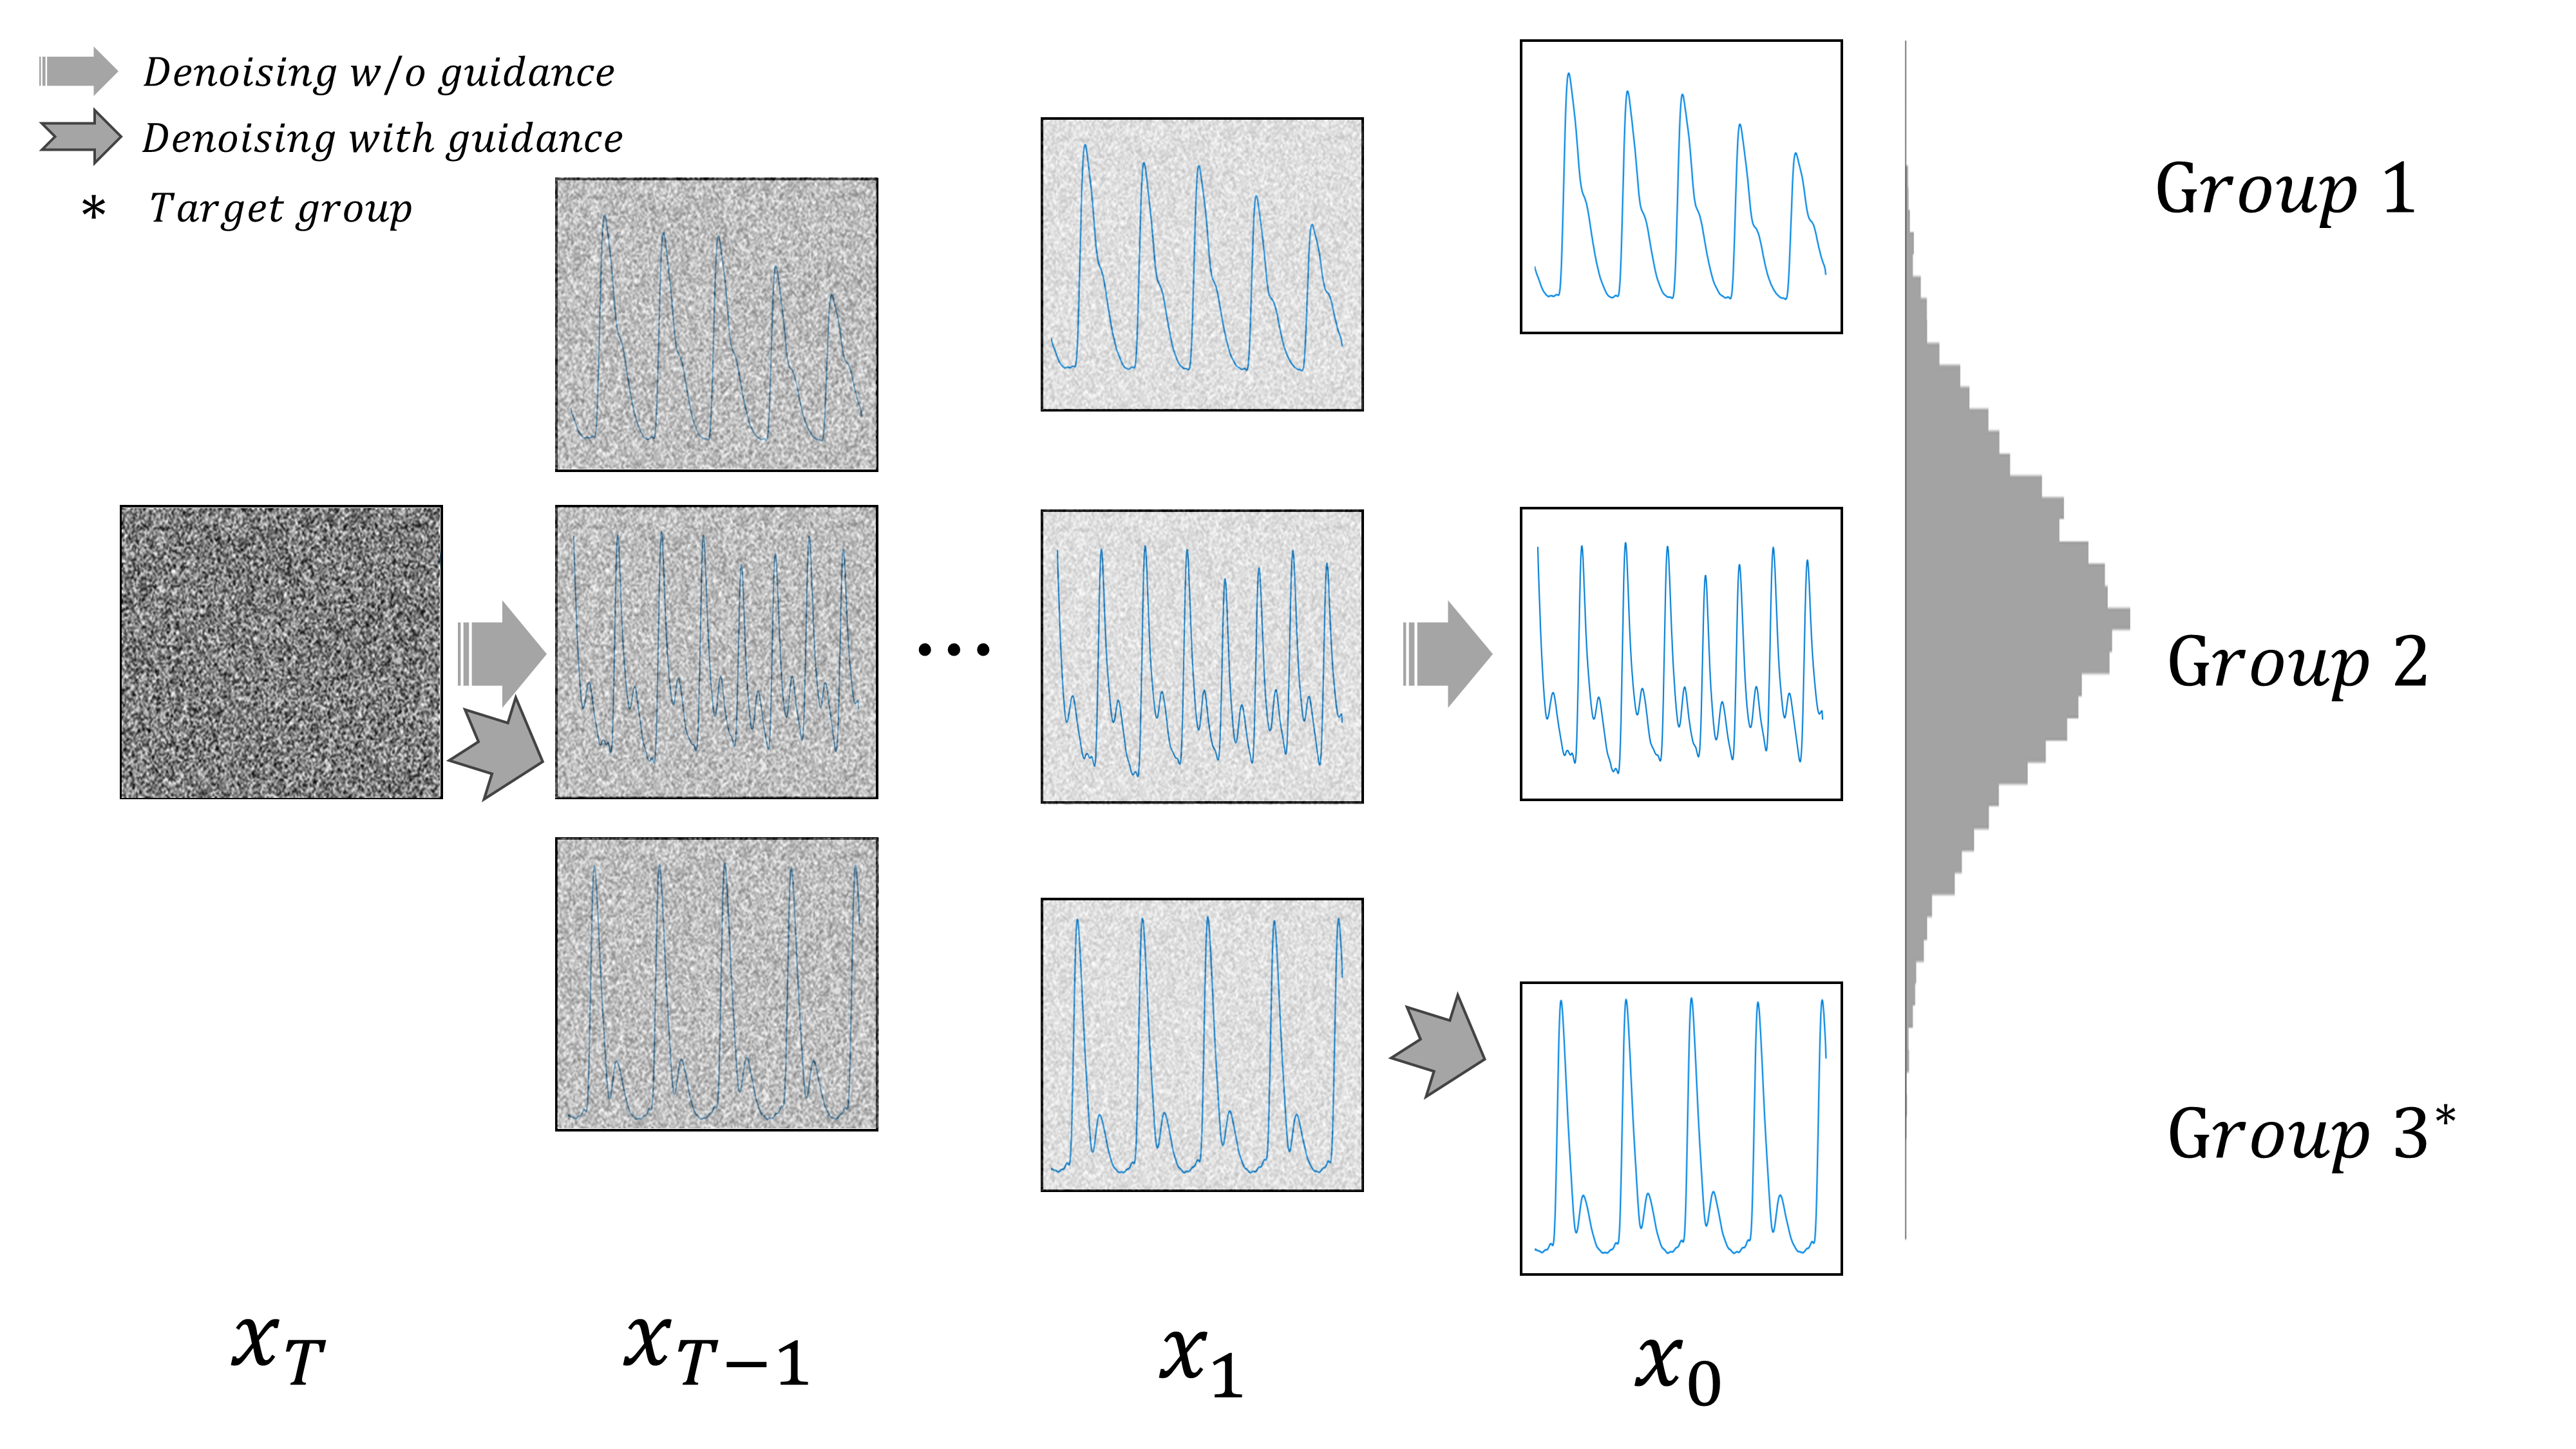 Denoising w/o guidance
Denoising with guidance
* Target group
Group 1
...
Group 2
Group 3*
x_T
x_{T-1}
x_1
x_0